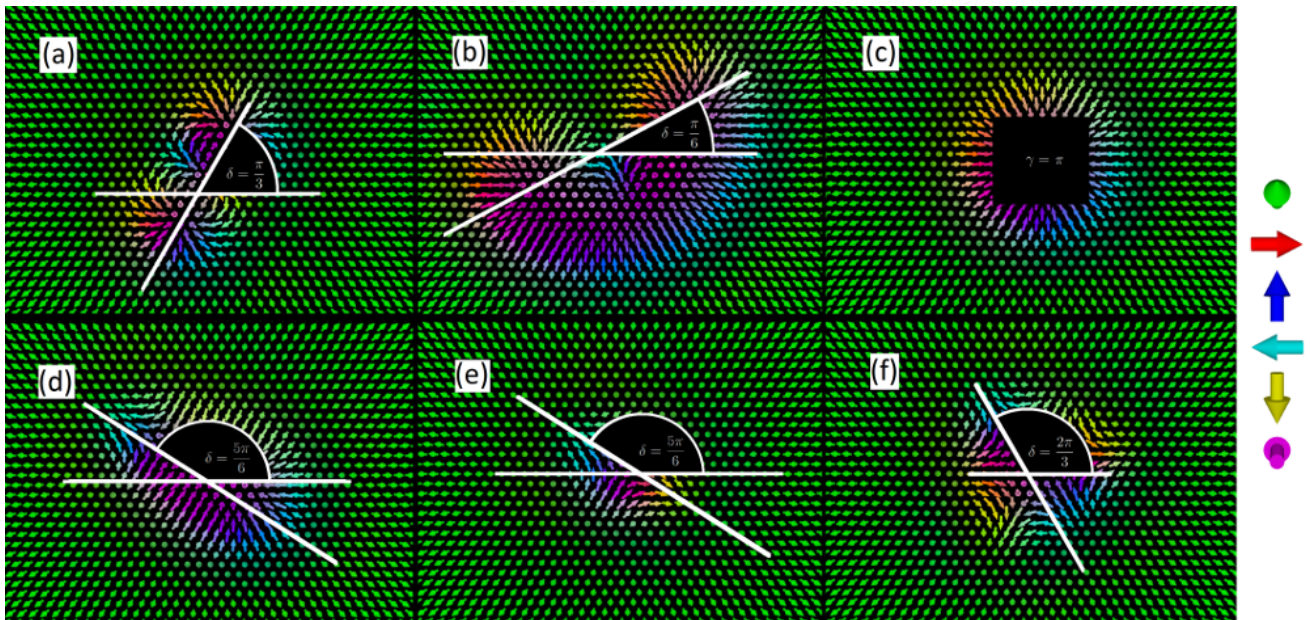 (a)
δ = π/3
(b)
δ = π/6
(c)
γ = π
(d)
δ = 5π/6
(e)
δ = 5π/6
(f)
δ = 2π/3